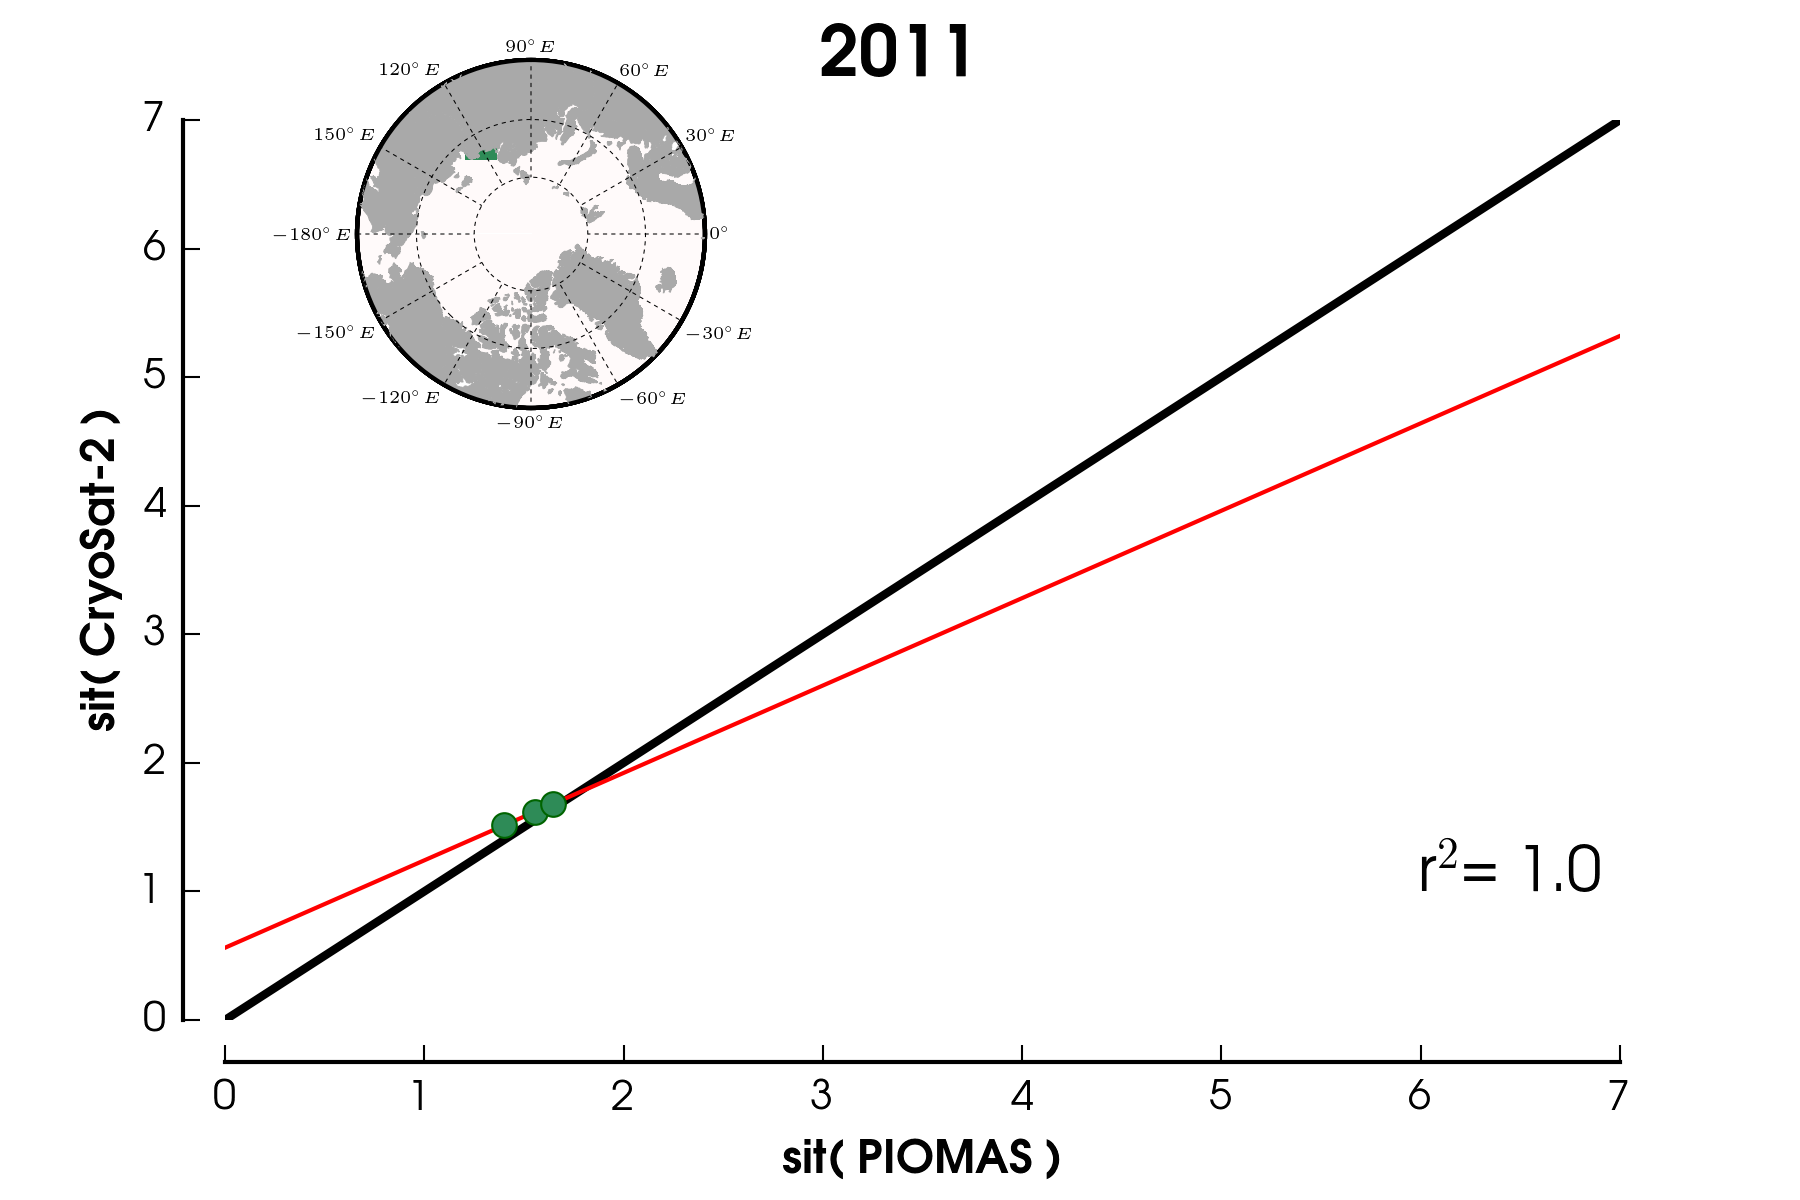 2011
90° E
120° E
60° E
150° E
30° E
−180° E
0°
−150° E
−30° E
−120° E
−60° E
−90° E
7
6
5
4
3
2
1
0
sit( CryoSat-2 )
r²= 1.0
0 1 2 3 4 5 6 7
sit( PIOMAS )